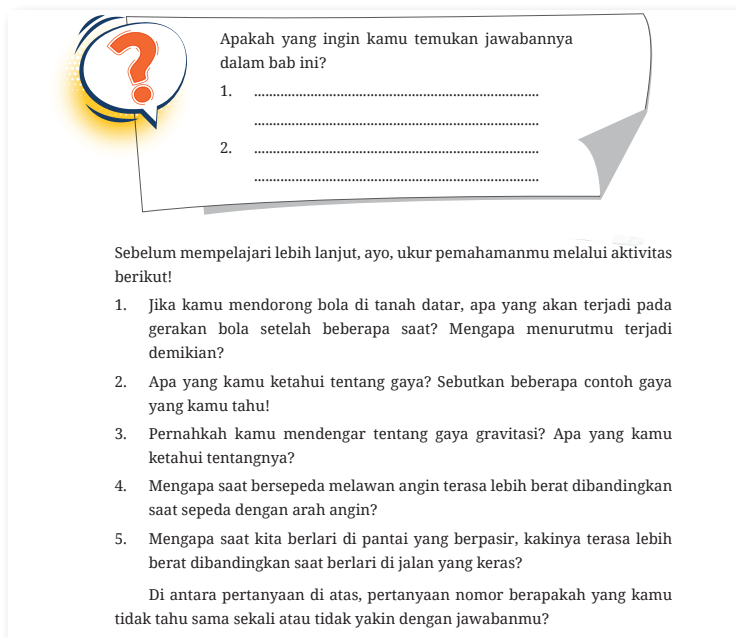 Apakah yang ingin kamu temukan jawabannya
dalam bab ini?
1. ............................................................................
............................................................................
2. ............................................................................
............................................................................
Sebelum mempelajari lebih lanjut, ayo, ukur pemahamanmu melalui aktivitas
berikut!
1. Jika kamu mendorong bola di tanah datar, apa yang akan terjadi pada
gerakan bola setelah beberapa saat? Mengapa menurutmu terjadi
demikian?
2. Apa yang kamu ketahui tentang gaya? Sebutkan beberapa contoh gaya
yang kamu tahu!
3. Pernahkah kamu mendengar tentang gaya gravitasi? Apa yang kamu
ketahui tentangnya?
4. Mengapa saat bersepeda melawan angin terasa lebih berat dibandingkan
saat sepeda dengan arah angin?
5. Mengapa saat kita berlari di pantai yang berpasir, kakinya terasa lebih
berat dibandingkan saat berlari di jalan yang keras?
Di antara pertanyaan di atas, pertanyaan nomor berapakah yang kamu
tidak tahu sama sekali atau tidak yakin dengan jawabanmu?